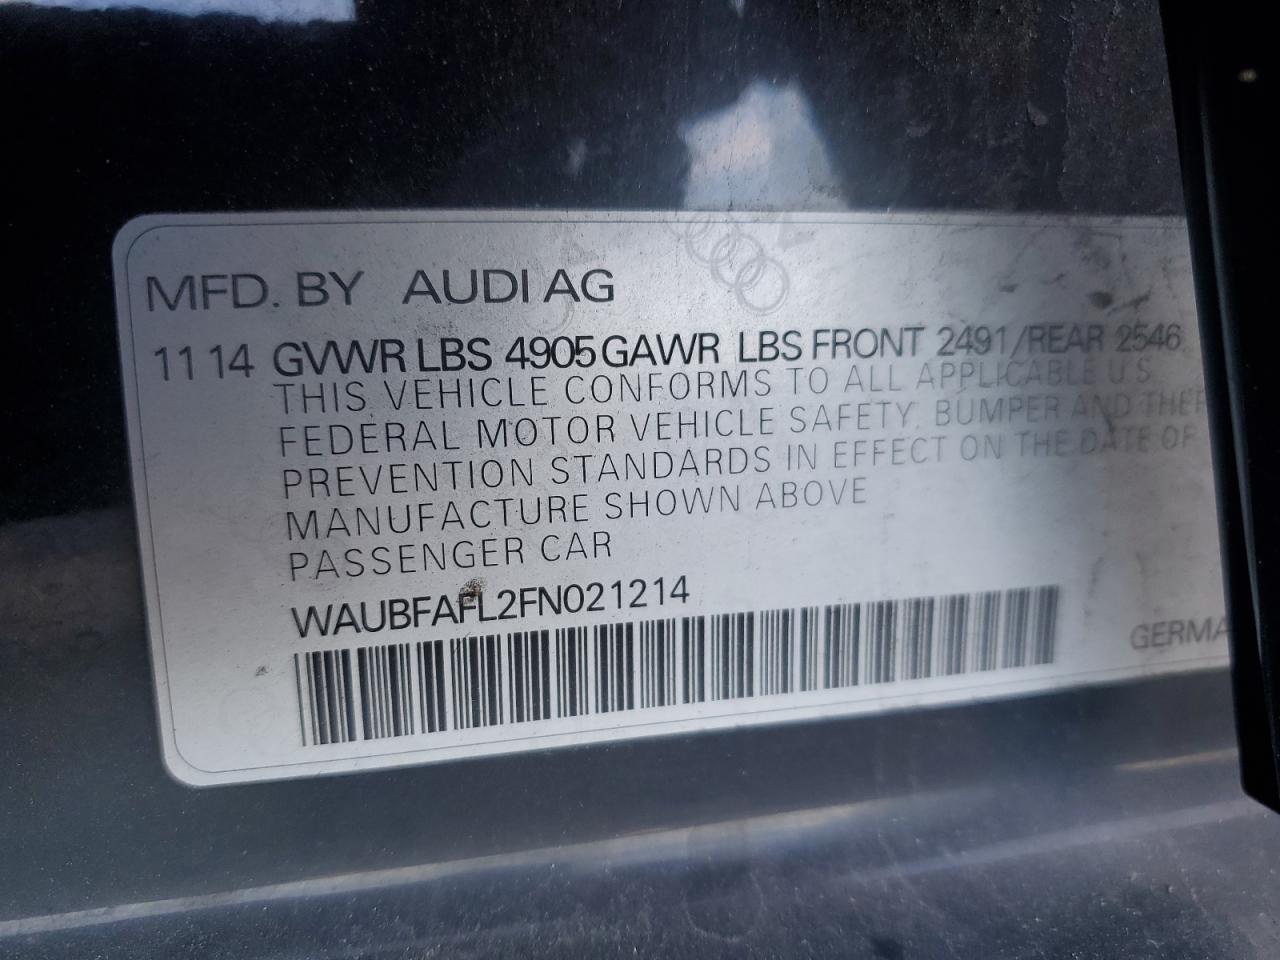 MFD. BY AUDI AG
11 14 GVWR LBS 4905 GAWR LBS FRONT 2491/REAR 2546
THIS VEHICLE CONFORMS TO ALL APPLICABLE U S
FEDERAL MOTOR VEHICLE SAFETY, BUMPER AND THEF
PREVENTION STANDARDS IN EFFECT ON THE DATE OF
MANUFACTURE SHOWN ABOVE
PASSENGER CAR
WAUBFAFL2FN021214
GERMA